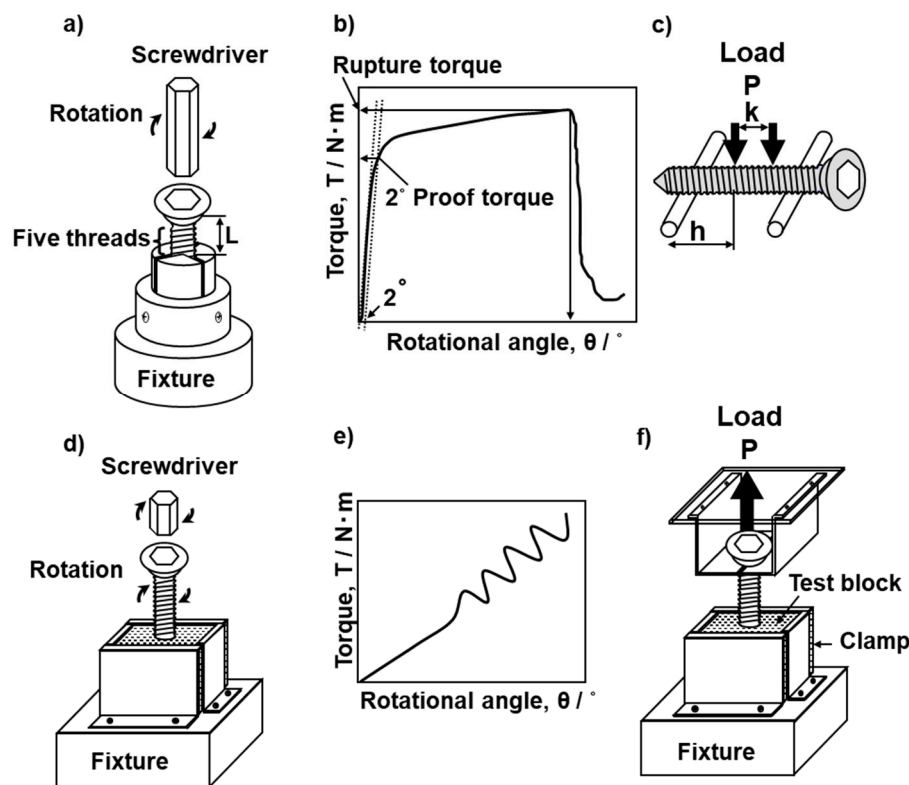 a)
Screwdriver
Rotation
Five threads
L
Fixture
b)
Rupture torque
Torque, T / N·m
2° Proof torque
2°
Rotational angle, θ / °
c)
Load
P
k
h
d)
Screwdriver
Rotation
Fixture
e)
Torque, T / N·m
Rotational angle, θ / °
f)
Load
P
Test block
Clamp
Fixture